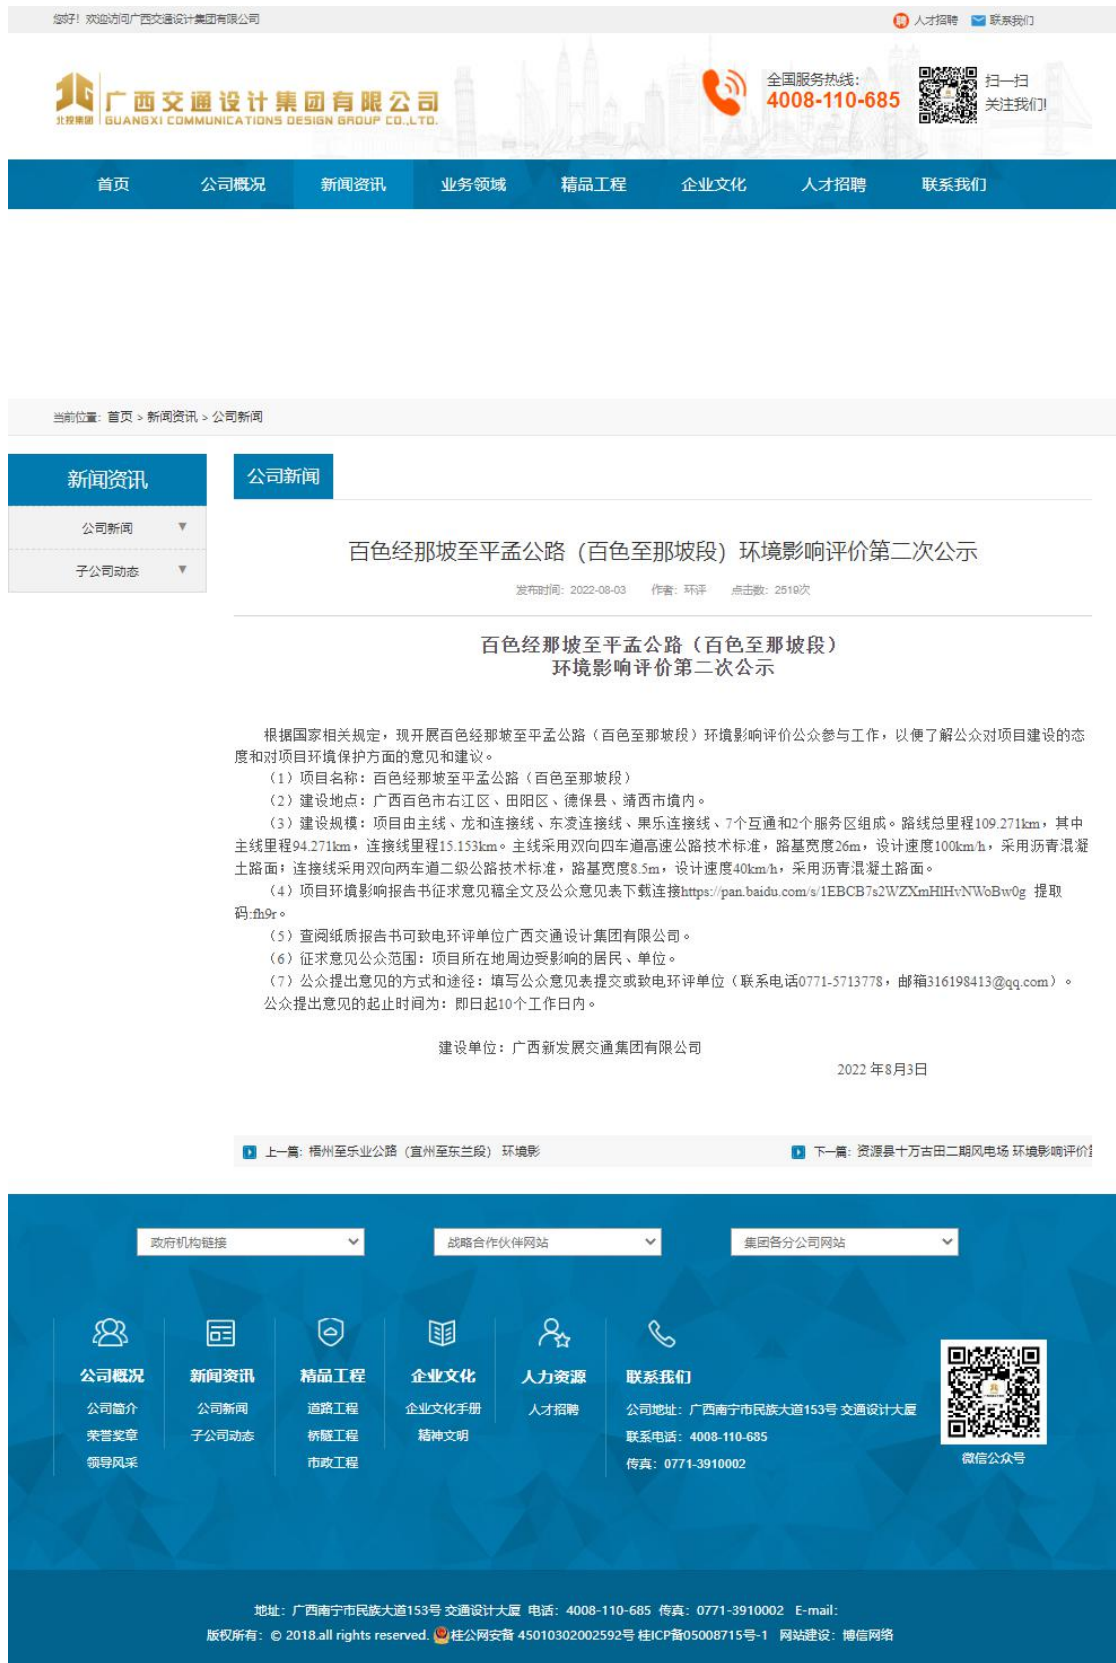 您好！欢迎访问广西交通设计集团有限公司
人才招聘 联系我们
北投集团
广西交通设计集团有限公司
GUANGXI COMMUNICATIONS DESIGN GROUP CO.,LTD.
全国服务热线：
4008-110-685
扫一扫
关注我们!
首页 公司概况 新闻资讯 业务领域 精品工程 企业文化 人才招聘 联系我们
当前位置：首页 > 新闻资讯 > 公司新闻
新闻资讯
公司新闻 ▼
子公司动态 ▼
公司新闻
百色经那坡至平孟公路（百色至那坡段）环境影响评价第二次公示
发布时间：2022-08-03 作者：环评 点击数：2519次
百色经那坡至平孟公路（百色至那坡段）
环境影响评价第二次公示
根据国家相关规定，现开展百色经那坡至平孟公路（百色至那坡段）环境影响评价公众参与工作，以便了解公众对项目建设的态
度和对项目环境保护方面的意见和建议。
（1）项目名称：百色经那坡至平孟公路（百色至那坡段）
（2）建设地点：广西百色市右江区、田阳区、德保县、靖西市境内。
（3）建设规模：项目由主线、龙和连接线、东凌连接线、果乐连接线、7个互通和2个服务区组成。路线总里程109.271km，其中
主线里程94.271km，连接线里程15.153km。主线采用双向四车道高速公路技术标准，路基宽度26m，设计速度100km/h，采用沥青混凝
土路面；连接线采用双向两车道二级公路技术标准，路基宽度8.5m，设计速度40km/h，采用沥青混凝土路面。
（4）项目环境影响报告书征求意见稿全文及公众意见表下载连接https://pan.baidu.com/s/1EBCB7s2WZXmHlHvNWoBw0g 提取
码:fh9r。
（5）查阅纸质报告书可致电环评单位广西交通设计集团有限公司。
（6）征求意见公众范围：项目所在地周边受影响的居民、单位。
（7）公众提出意见的方式和途径：填写公众意见表提交或致电环评单位（联系电话0771-5713778，邮箱316198413@qq.com）。
公众提出意见的起止时间为：即日起10个工作日内。
建设单位：广西新发展交通集团有限公司
2022 年8月3日
上一篇: 梧州至乐业公路（宜州至东兰段） 环境影
下一篇: 资源县十万古田二期风电场 环境影响评价
政府机构链接
战略合作伙伴网站
集团各分公司网站
公司概况 新闻资讯 精品工程 企业文化 人力资源 联系我们
公司简介 公司新闻 道路工程 企业文化手册 人才招聘 公司地址：广西南宁市民族大道153号 交通设计大厦
荣誉奖章 子公司动态 桥隧工程 精神文明 联系电话：4008-110-685
领导风采 市政工程 传真：0771-3910002
微信公众号
地址：广西南宁市民族大道153号 交通设计大厦 电话：4008-110-685 传真：0771-3910002 E-mail：
版权所有：© 2018.all rights reserved. 桂公网安备 45010302002592号 桂ICP备05008715号-1 网站建设：博信网络